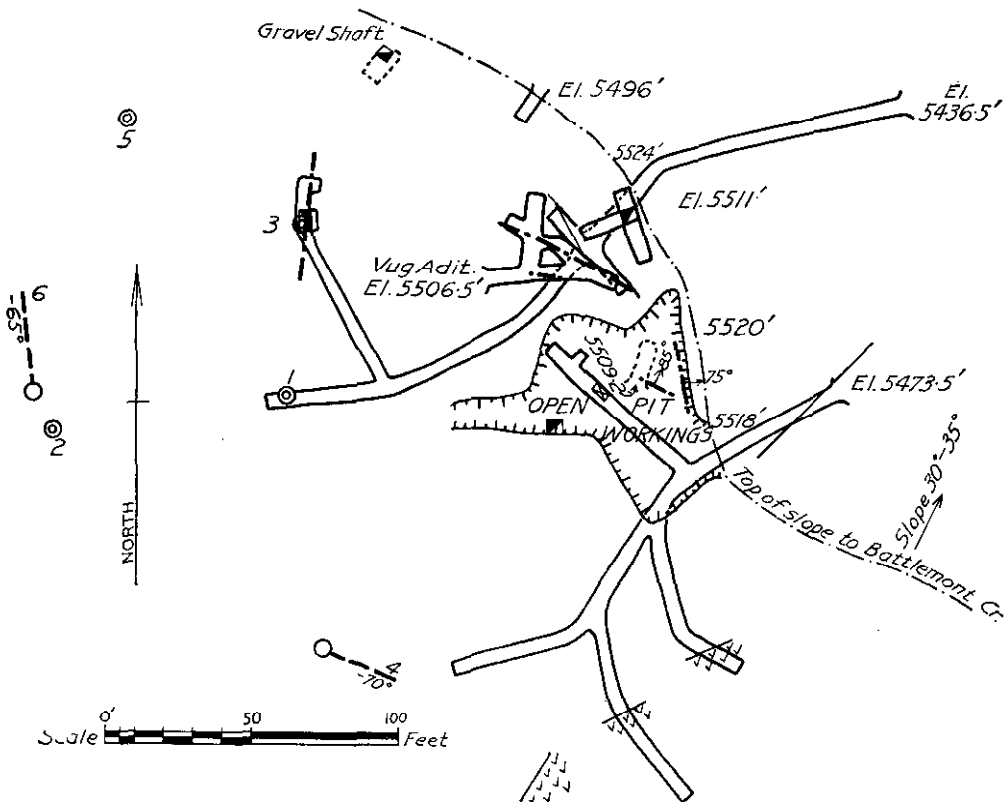 Gravel Shaft
El. 5496'
El.
5436·5'
5
5524'
3
El. 5511'
Vug Adit.
El. 5506·5'
6
-65°
5520'
5509
85°
75°
1
El. 5473·5'
2
OPEN PIT
5518'
WORKINGS
NORTH
Top of slope to Battlemont Cr.
Slope 30°-35°
4
-70°
0' 50 100
Scale Feet